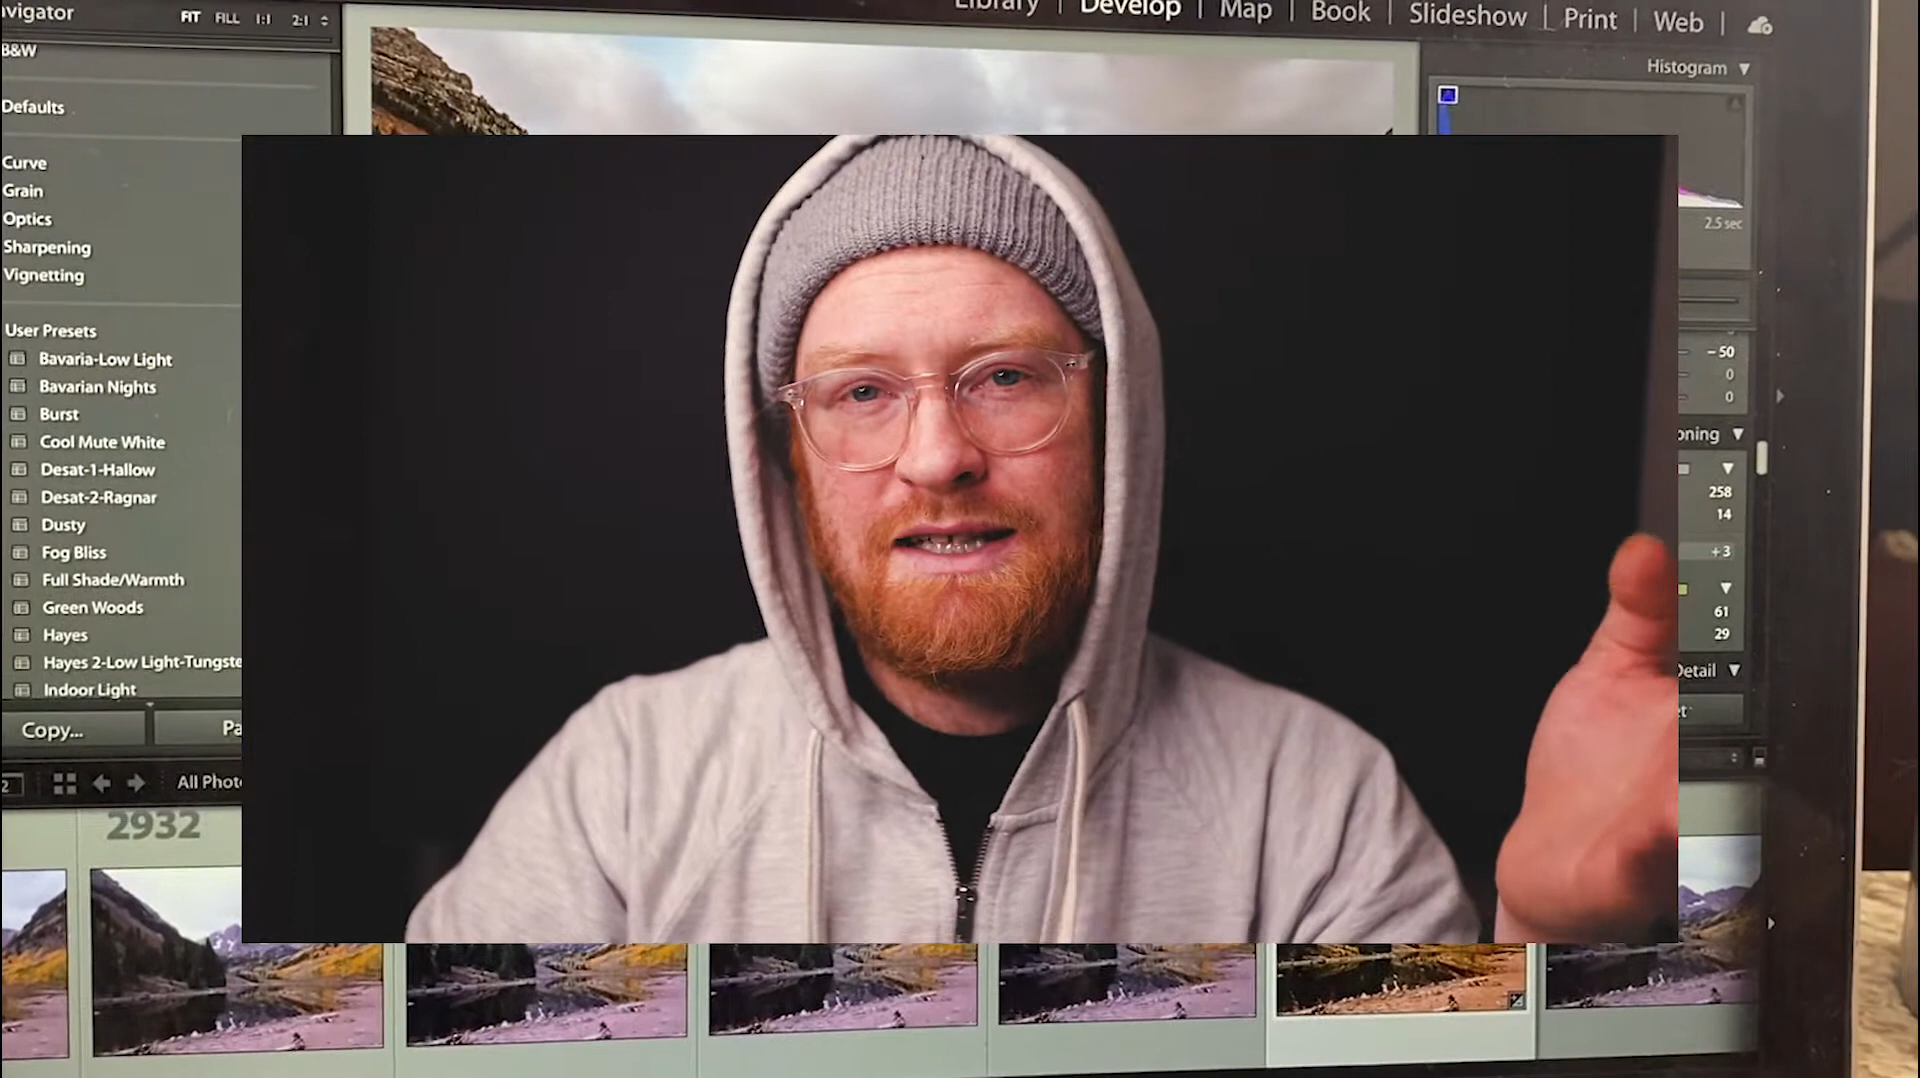 avigator
FIT FILL 1:1 2:1
Library | Develop | Map | Book | Slideshow | Print | Web |
B&W
Defaults
Curve
Grain
Optics
Sharpening
Vignetting
User Presets
Bavaria-Low Light
Bavarian Nights
Burst
Cool Mute White
Desat-1-Hallow
Desat-2-Ragnar
Dusty
Fog Bliss
Full Shade/Warmth
Green Woods
Hayes
Hayes 2-Low Light-Tungste
Indoor Light
Copy...
Pa
2
All Phot
2932
Histogram
2.5 sec
- 50
0
0
oning
258
14
+ 3
61
29
Detail
et